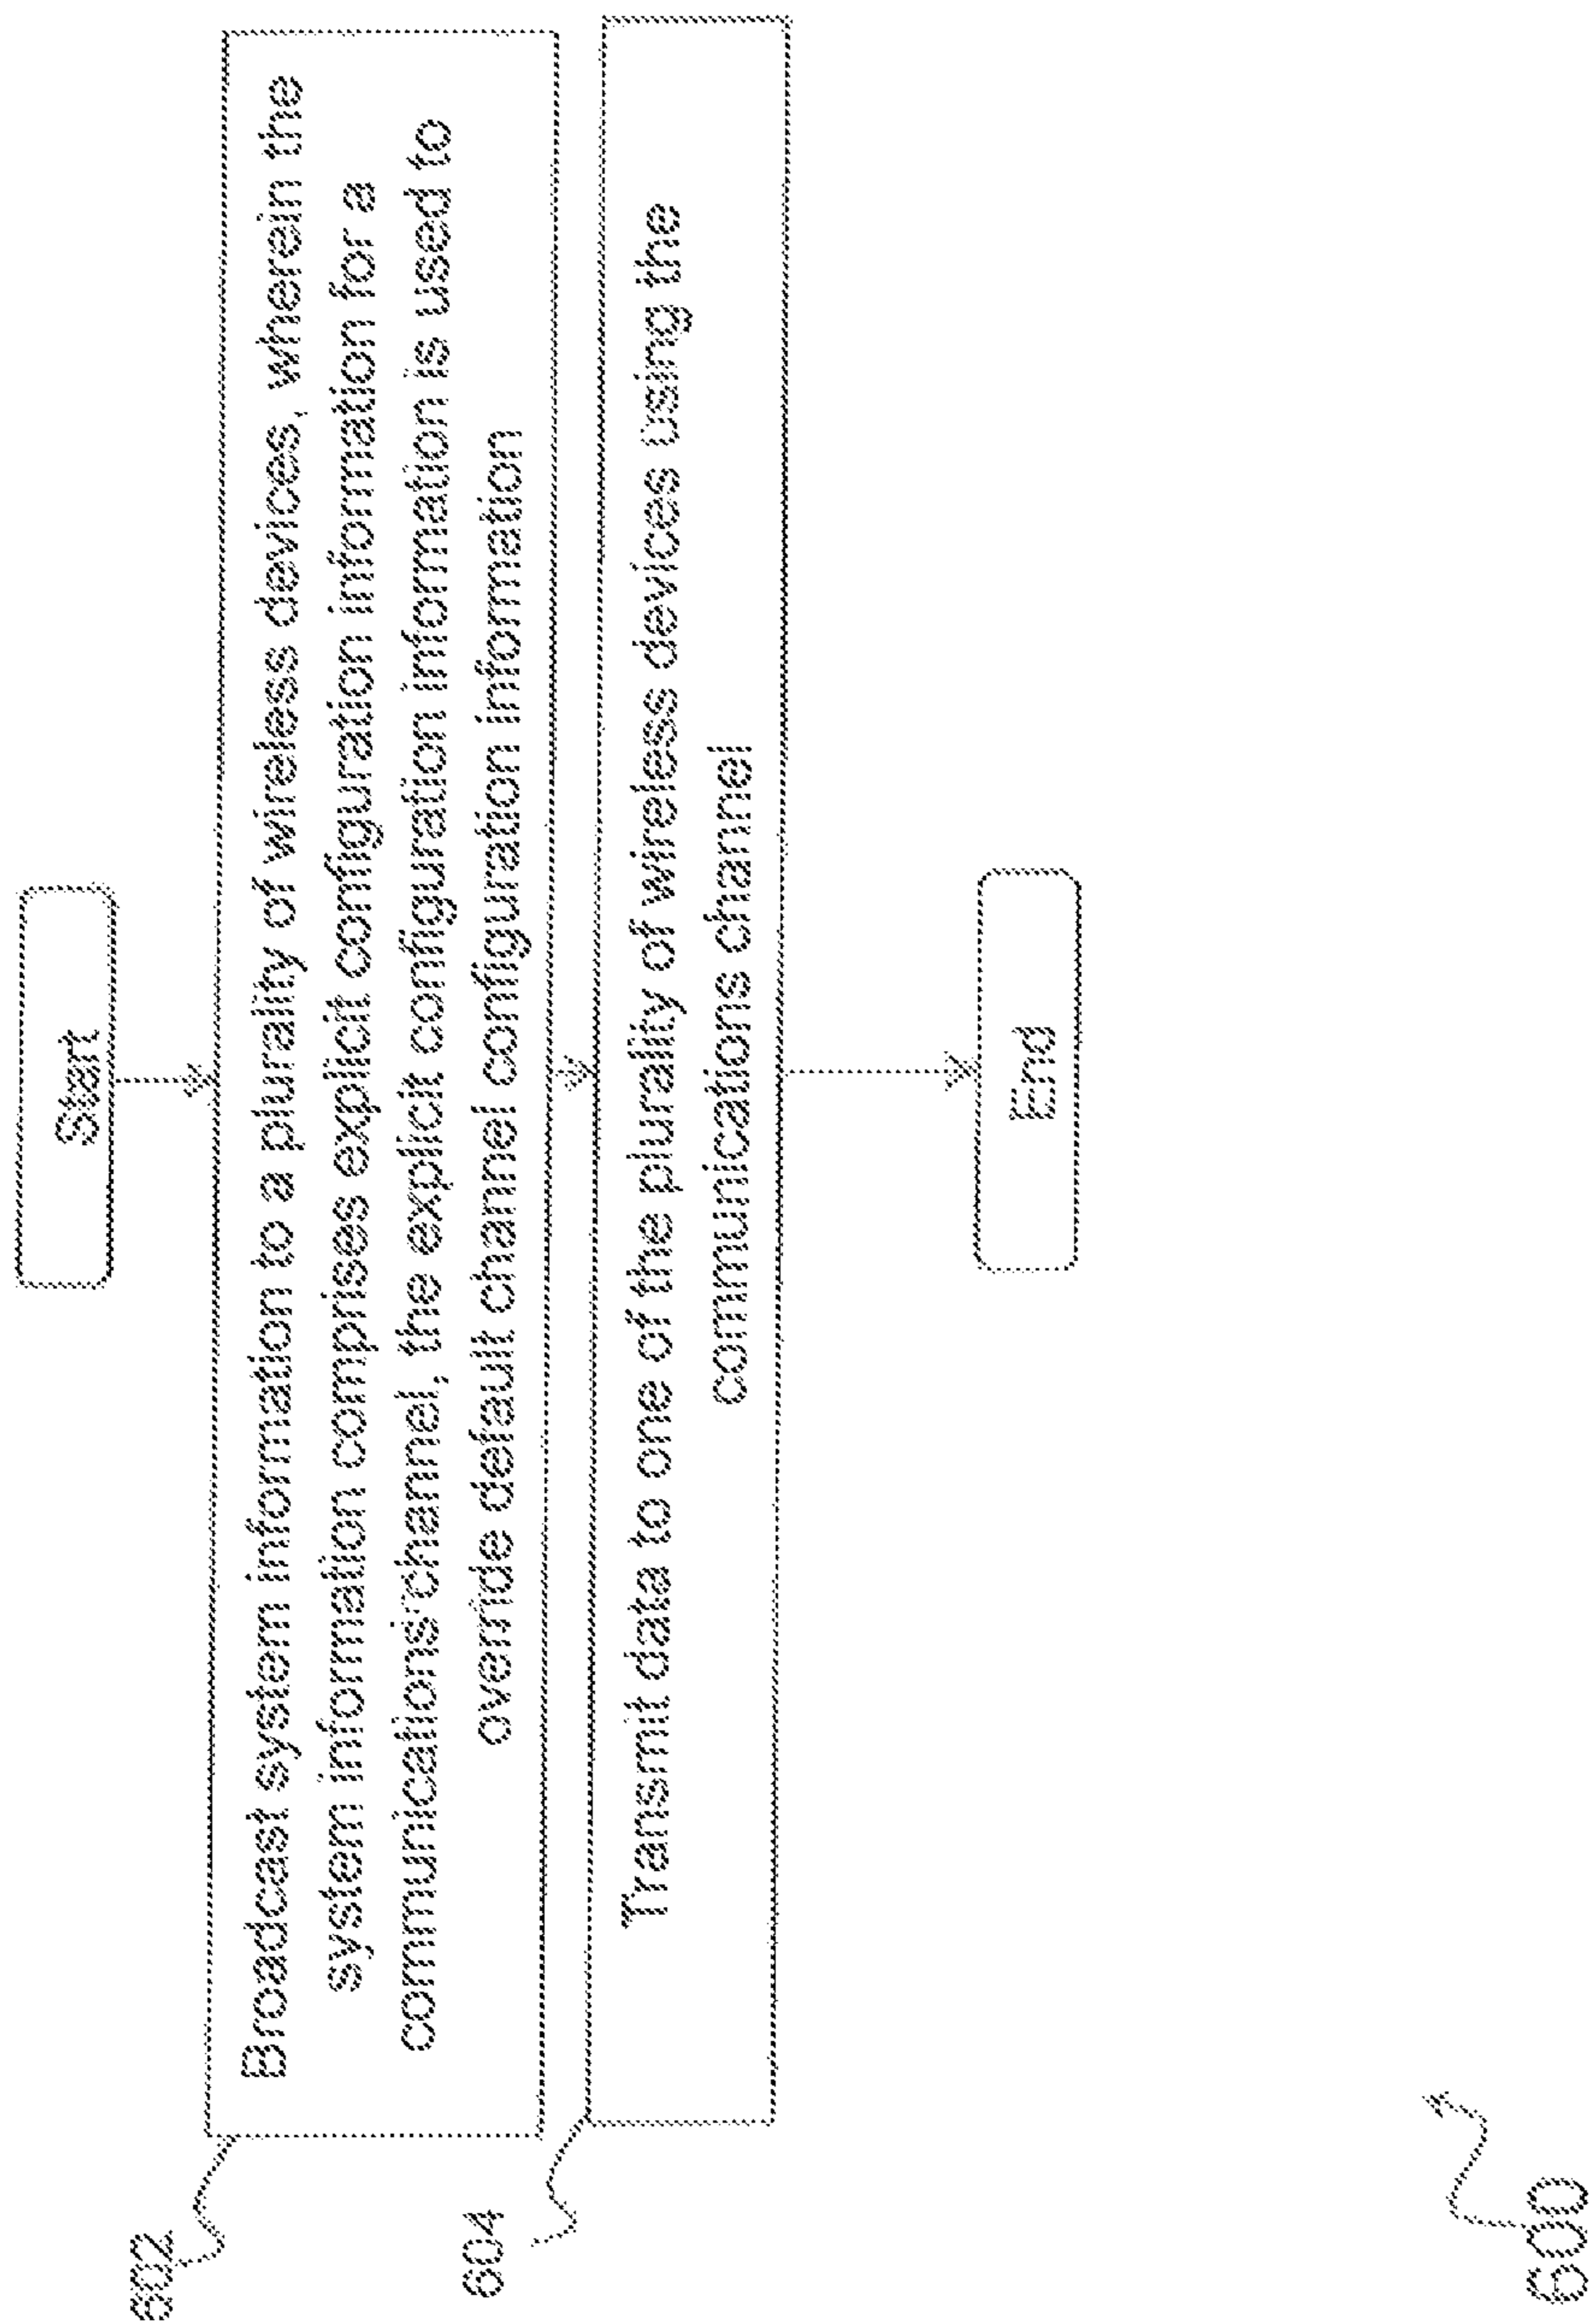 Start
602
Broadcast system information to a plurality of wireless devices, wherein the
system information comprises explicit configuration information for a
communications channel, the explicit configuration information is used to
override default channel configuration information
604
Transmit data to one of the plurality of wireless devices using the
communications channel
End
600